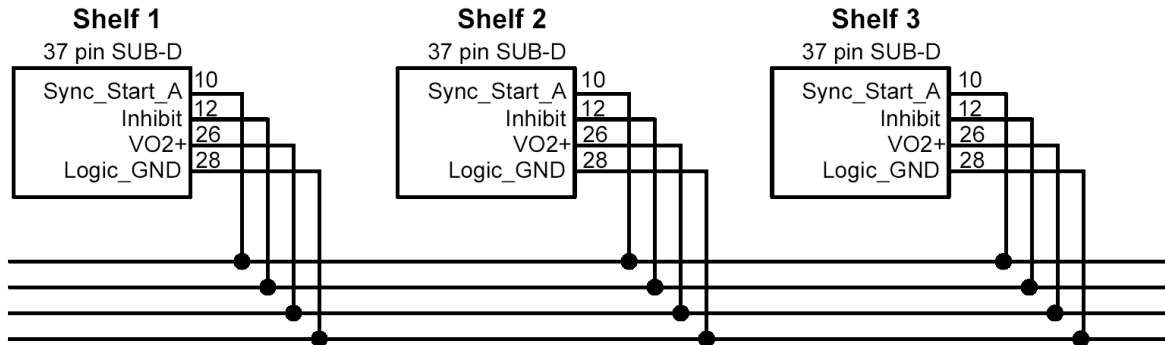 Shelf 1
37 pin SUB-D
Sync_Start_A 10
Inhibit 12
VO2+ 26
Logic_GND 28
Shelf 2
37 pin SUB-D
Sync_Start_A 10
Inhibit 12
VO2+ 26
Logic_GND 28
Shelf 3
37 pin SUB-D
Sync_Start_A 10
Inhibit 12
VO2+ 26
Logic_GND 28